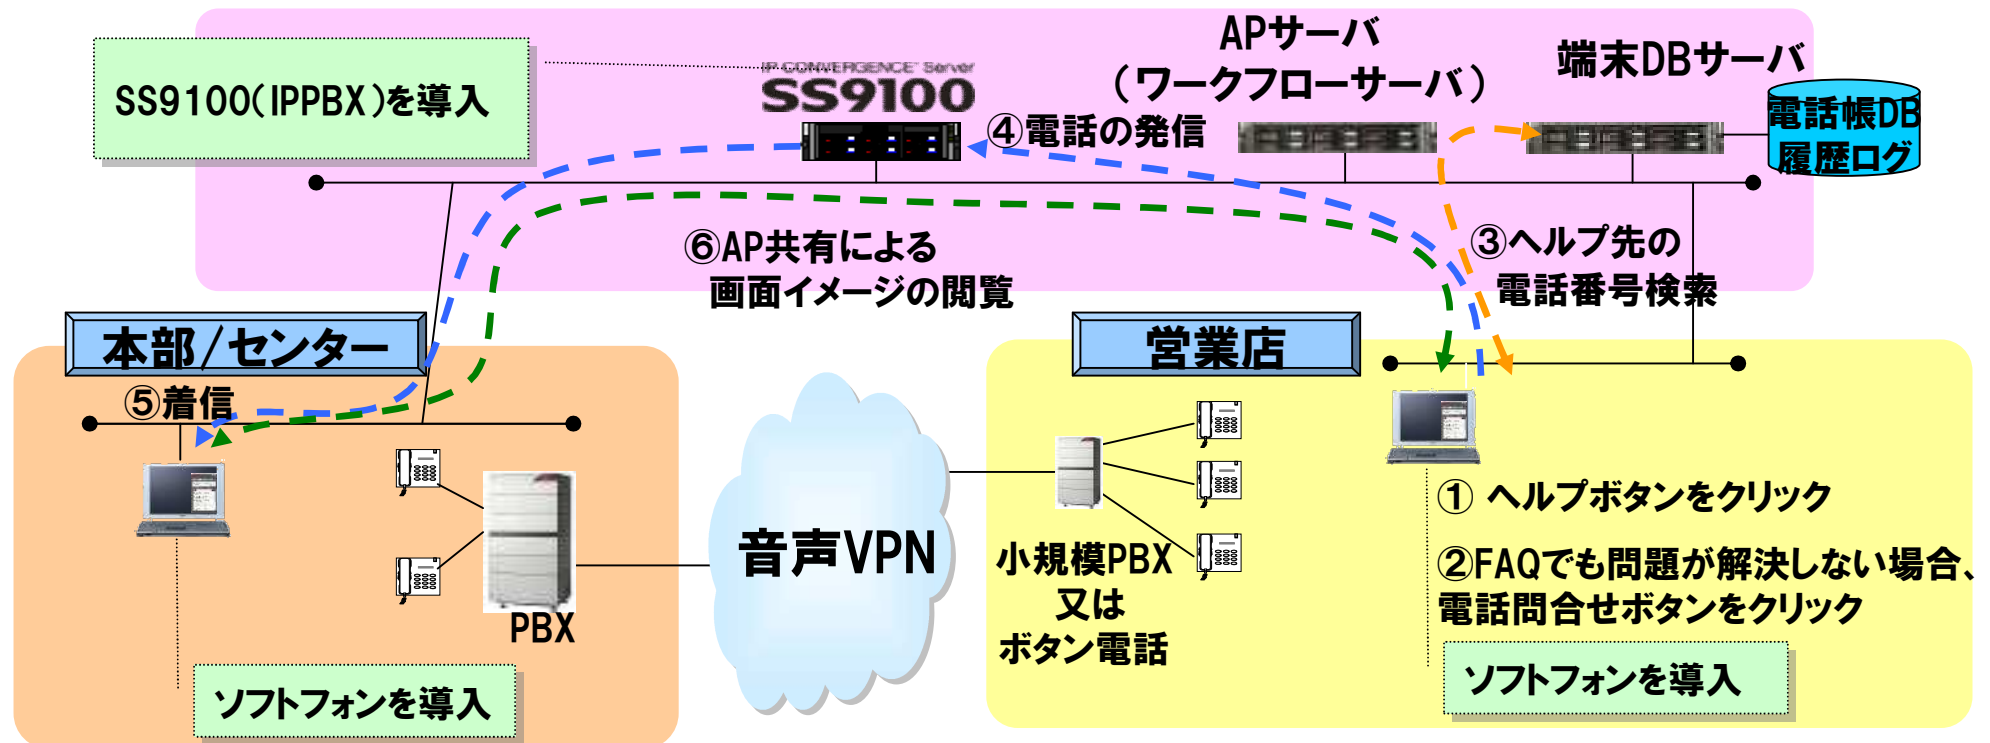 SS9100(IPPBX)を導入
IP CONVERGENCE Server
SS9100
APサーバ
(ワークフローサーバ)
端末DBサーバ
電話帳DB
履歴ログ
④電話の発信
③ヘルプ先の
電話番号検索
⑥AP共有による
画面イメージの閲覧
本部/センター
⑤着信
PBX
ソフトフォンを導入
音声VPN
営業店
小規模PBX
又は
ボタン電話
① ヘルプボタンをクリック
②FAQでも問題が解決しない場合、
電話問合せボタンをクリック
ソフトフォンを導入